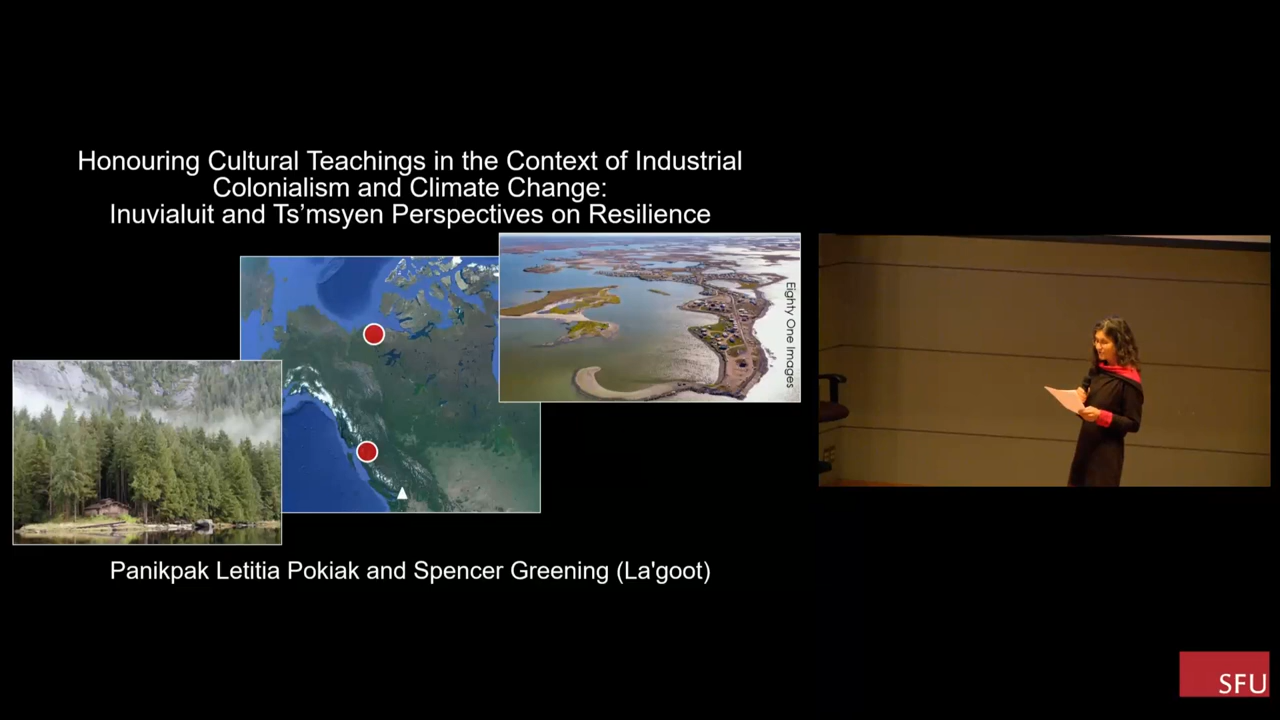 Honouring Cultural Teachings in the Context of Industrial
Colonialism and Climate Change:
Inuvialuit and Ts’msyen Perspectives on Resilience
Eighty One Images
Panikpak Letitia Pokiak and Spencer Greening (La'goot)
SFU